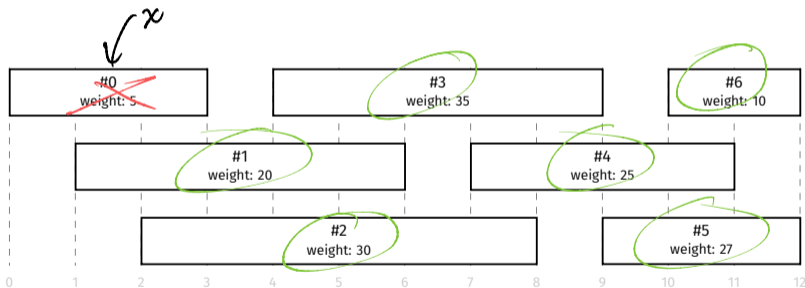 x
#0
weight: 5
#3
weight: 35
#6
weight: 10
#1
weight: 20
#4
weight: 25
#2
weight: 30
#5
weight: 27
0 1 2 3 4 5 6 7 8 9 10 11 12